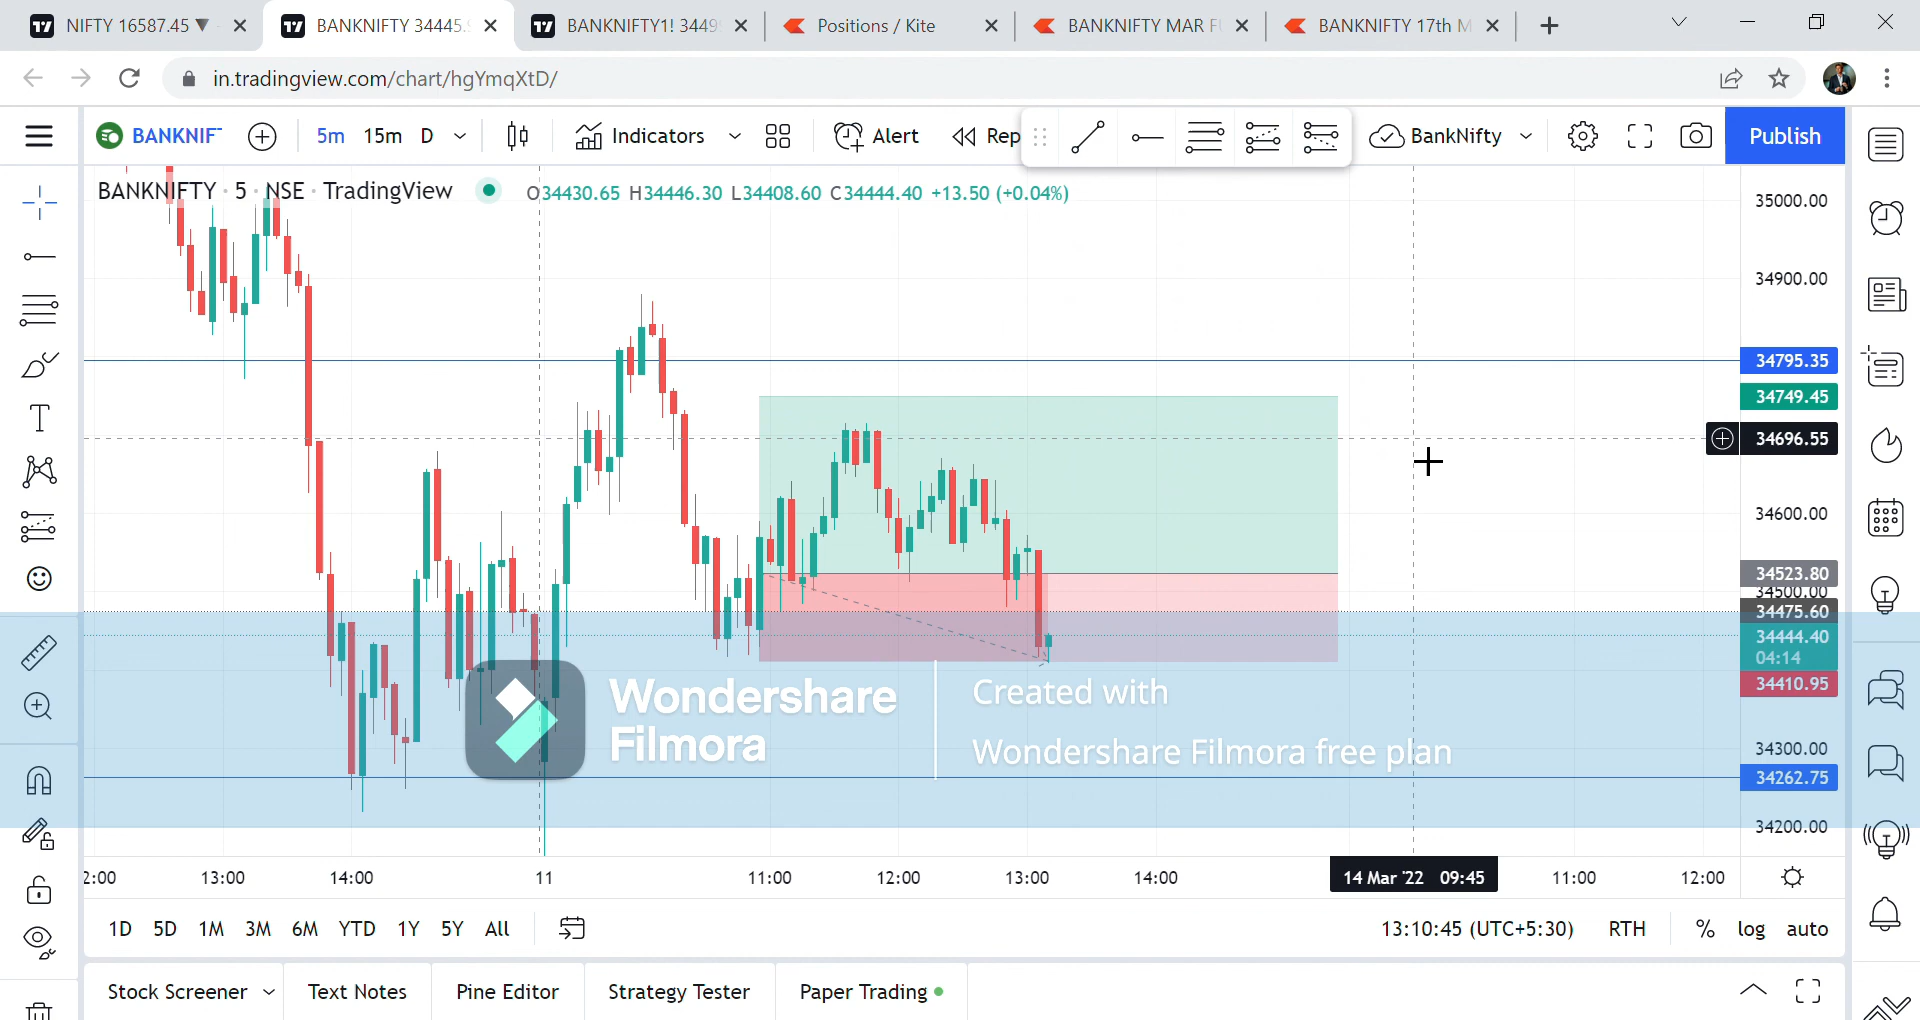 NIFTY 16587.45 ▼
BANKNIFTY 34445.
BANKNIFTY1! 3449
Positions / Kite
BANKNIFTY MAR F
BANKNIFTY 17th M
in.tradingview.com/chart/hgYmqXtD/
BANKNIF
5m 15m D
Indicators
Alert
Rep
BankNifty
Publish
BANKNIFTY · 5 · NSE · TradingView
O34430.65 H34446.30 L34408.60 C34444.40 +13.50 (+0.04%)
35000.00
34900.00
34795.35
34749.45
34696.55
34600.00
34523.80
34500.00
34475.60
34444.40
04:14
34410.95
34300.00
34262.75
34200.00
Wondershare
Filmora
Created with
Wondershare Filmora free plan
2:00 13:00 14:00 11 11:00 12:00 13:00 14:00 14 Mar '22 09:45 11:00 12:00
1D 5D 1M 3M 6M YTD 1Y 5Y All
13:10:45 (UTC+5:30) RTH % log auto
Stock Screener Text Notes Pine Editor Strategy Tester Paper Trading